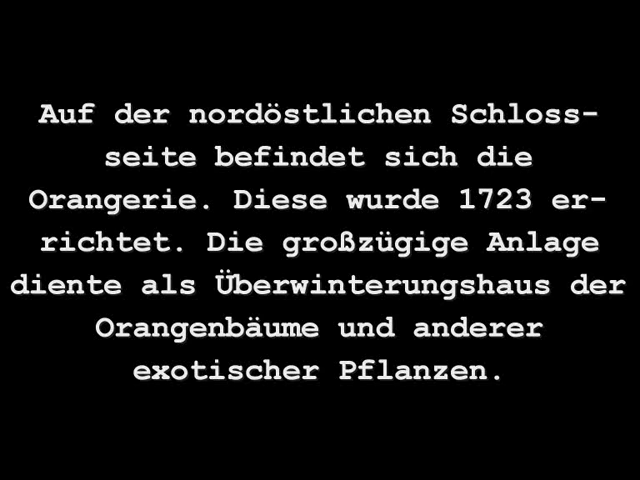 Auf der nordöstlichen Schloss-
seite befindet sich die
Orangerie. Diese wurde 1723 er-
richtet. Die großzügige Anlage
diente als Überwinterungshaus der
Orangenbäume und anderer
exotischer Pflanzen.